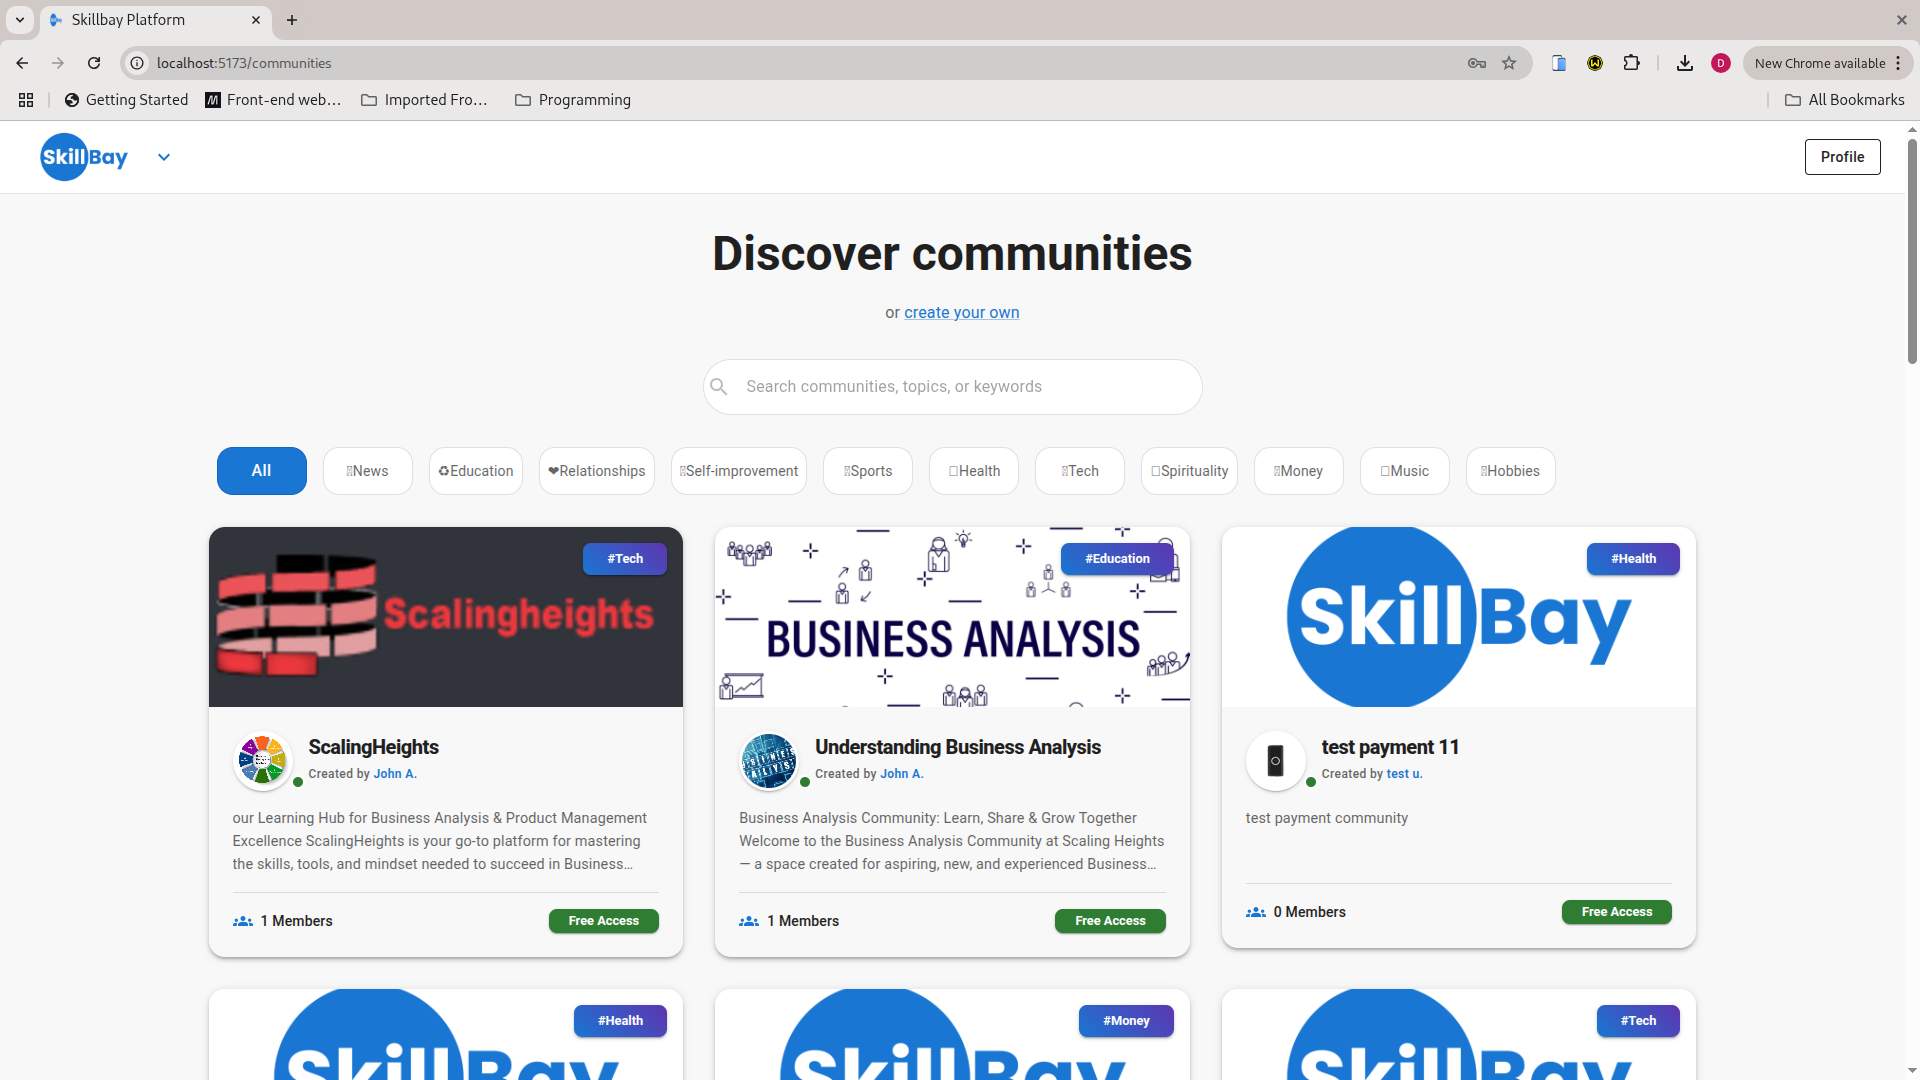 Skillbay Platform
localhost:5173/communities
New Chrome available
Getting Started
Front-end web...
Imported Fro...
Programming
All Bookmarks
SkillBay
Profile
Discover communities
or create your own
Search communities, topics, or keywords
All
News
♻Education
❤Relationships
Self-improvement
Sports
Health
Tech
Spirituality
Money
Music
Hobbies
#Tech
Scalingheights
ScalingHeights
Created by John A.
our Learning Hub for Business Analysis & Product Management
Excellence ScalingHeights is your go-to platform for mastering
the skills, tools, and mindset needed to succeed in Business...
1 Members
Free Access
#Education
BUSINESS ANALYSIS
Understanding Business Analysis
Created by John A.
Business Analysis Community: Learn, Share & Grow Together
Welcome to the Business Analysis Community at Scaling Heights
— a space created for aspiring, new, and experienced Business...
1 Members
Free Access
#Health
SkillBay
test payment 11
Created by test u.
test payment community
0 Members
Free Access
#Health
SkillBay
#Money
SkillBay
#Tech
SkillBay